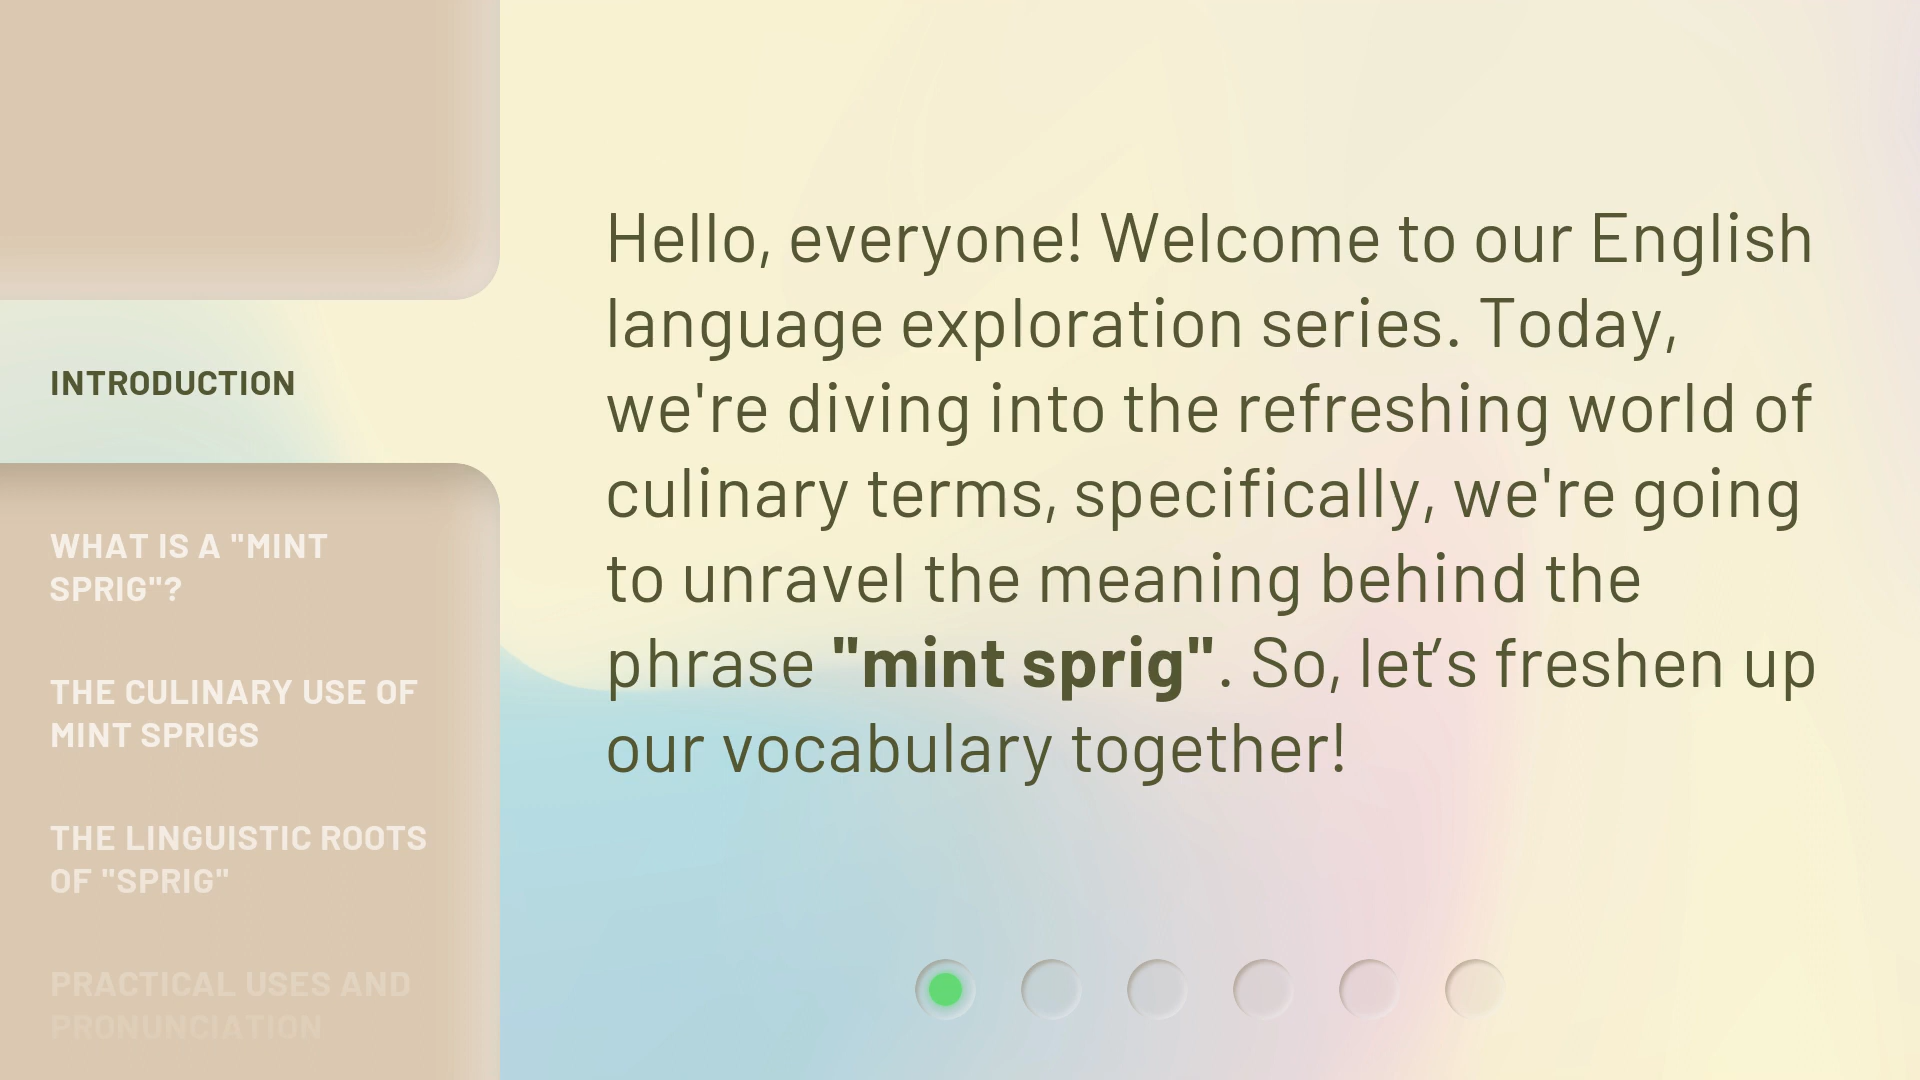 INTRODUCTION
WHAT IS A "MINT
SPRIG"?
THE CULINARY USE OF
MINT SPRIGS
THE LINGUISTIC ROOTS
OF "SPRIG"
PRACTICAL USES AND
PRONUNCIATION
Hello, everyone! Welcome to our English
language exploration series. Today,
we're diving into the refreshing world of
culinary terms, specifically, we're going
to unravel the meaning behind the
phrase "mint sprig". So, let’s freshen up
our vocabulary together!